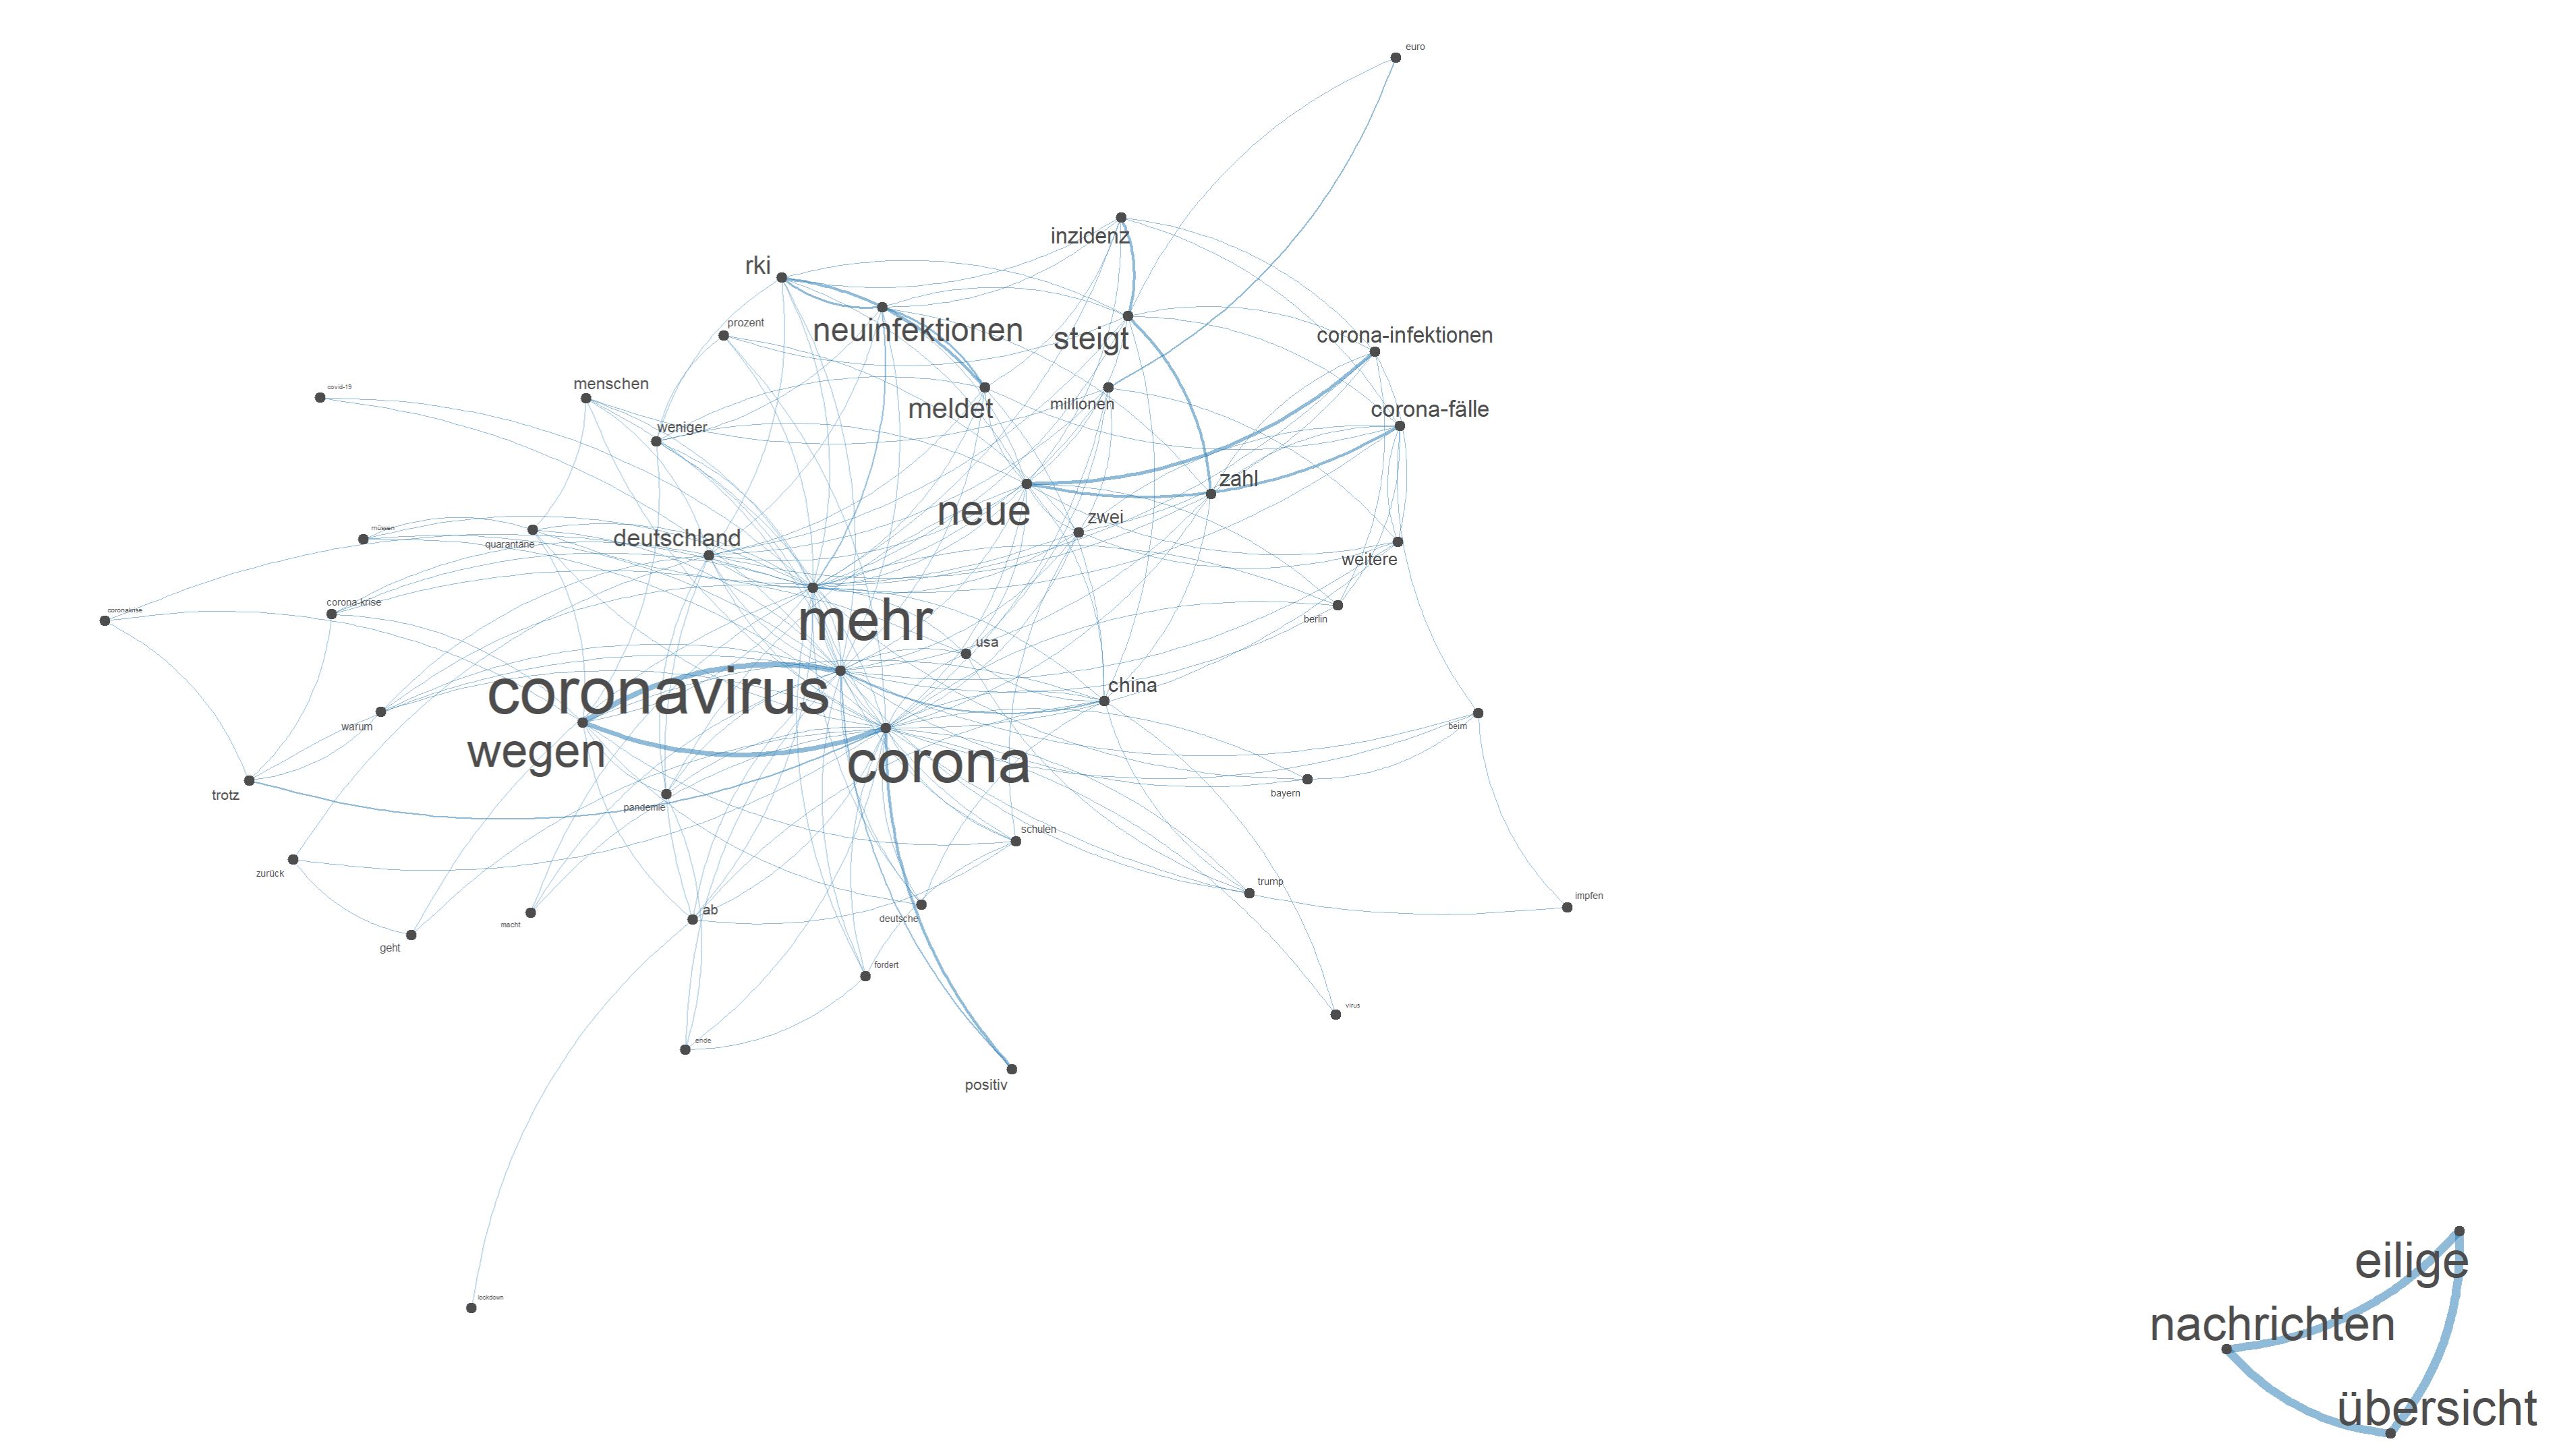 euro
inzidenz
rki
prozent
neuinfektionen
steigt
corona-infektionen
covid-19
menschen
meldet
millionen
corona-fälle
weniger
zahl
neue
zwei
müssen
quarantäne
deutschland
weitere
coronakrise
corona-krise
mehr
berlin
usa
coronavirus
china
warum
wegen
corona
beim
trotz
pandemie
bayern
schulen
zurück
trump
impfen
macht
ab
deutsche
geht
fordert
virus
ende
positiv
lockdown
eilige
nachrichten
übersicht